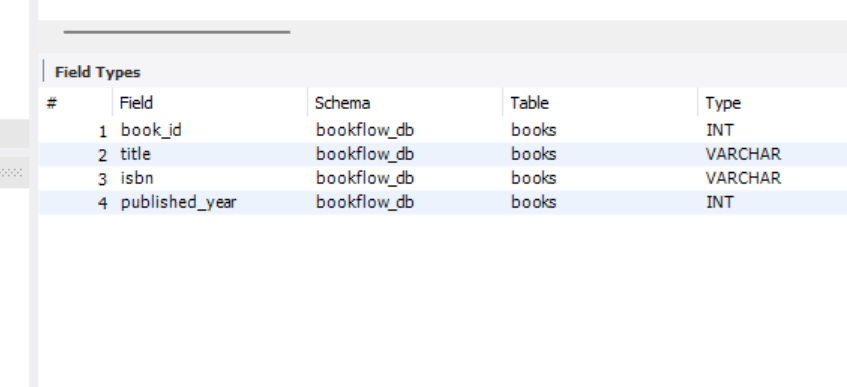 Field Types
# Field Schema Table Type
1 book_id bookflow_db books INT
2 title bookflow_db books VARCHAR
3 isbn bookflow_db books VARCHAR
4 published_year bookflow_db books INT